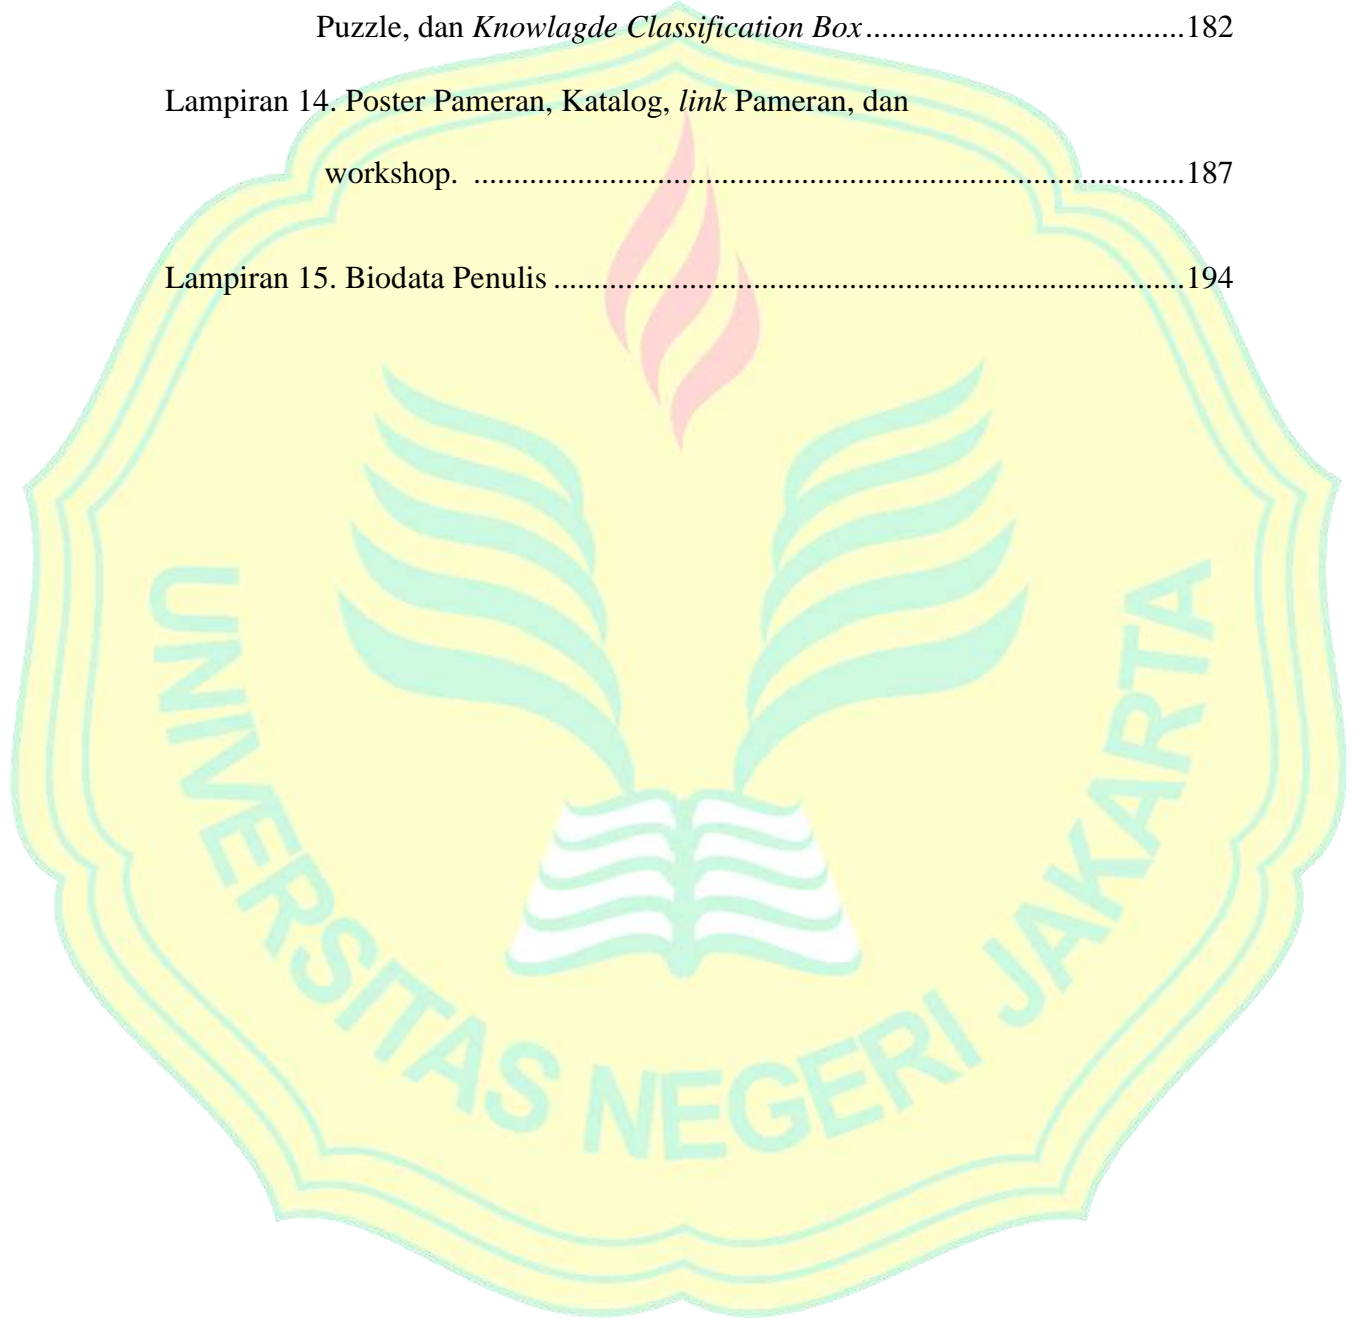 Puzzle, dan Knowlagde Classification Box........................................182
Lampiran 14. Poster Pameran, Katalog, link Pameran, dan
workshop. .........................................................................................187
Lampiran 15. Biodata Penulis ...............................................................................194
UNIVERSITAS NEGERI JAKARTA